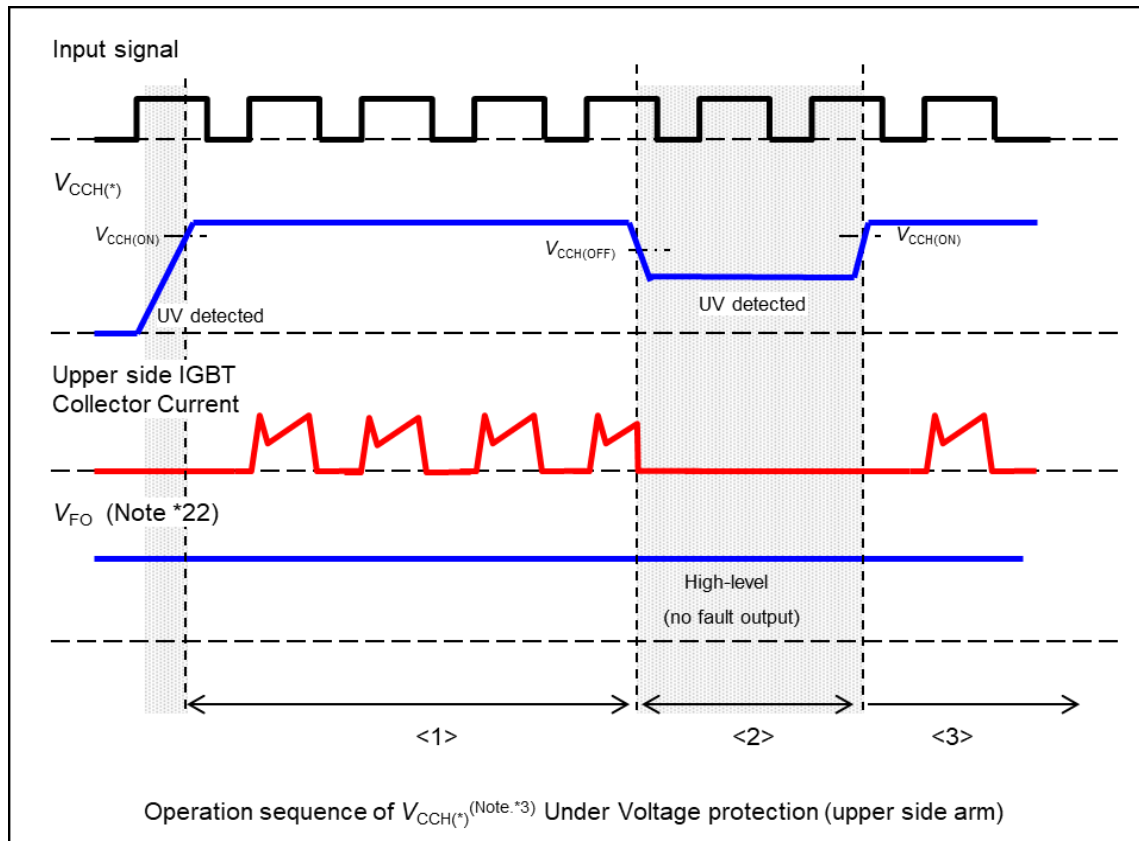 Input signal
VCCH(*)
VCCH(ON)
VCCH(OFF)
VCCH(ON)
UV detected
UV detected
Upper side IGBT
Collector Current
VFO (Note *22)
High-level
(no fault output)
<1>
<2>
<3>
Operation sequence of VCCH(*)(Note.*3) Under Voltage protection (upper side arm)